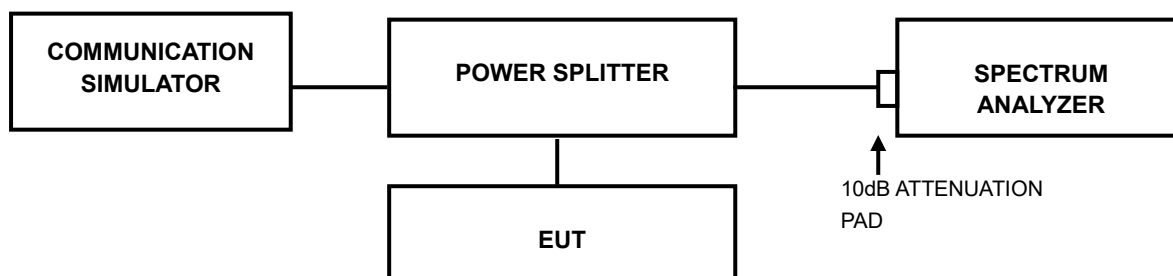 COMMUNICATION
SIMULATOR
POWER SPLITTER
SPECTRUM
ANALYZER
10dB ATTENUATION
PAD
EUT